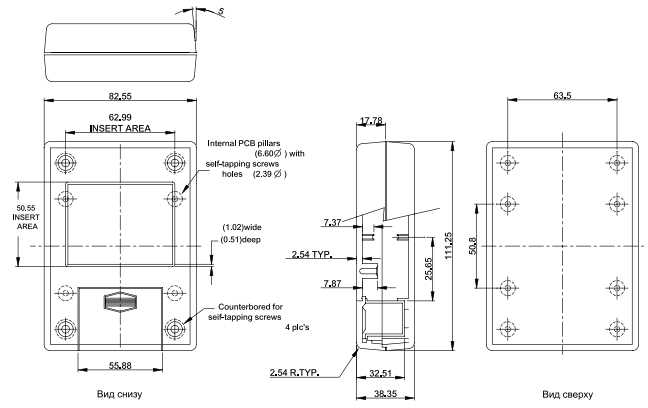 5
82.55
62.99
INSERT AREA
17.78
63.5
Internal PCB pillars
(6.60Ø) with
self-tapping screws
holes (2.39 Ø)
50.55
INSERT
AREA
(1.02)wide
(0.51)deep
7.37
2.54 TYP.
7.87
25.65
111.25
50.8
Counterbored for
self-tapping screws
4 plc's
55.88
2.54 R.TYP.
32.51
38.35
Вид снизу
Вид сверху